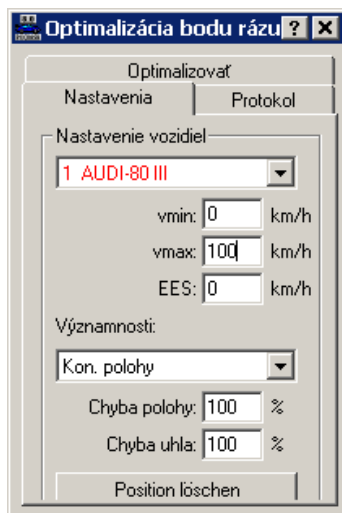 Optimalizácia bodu rázu ? X
Optimalizovať
Nastavenia Protokol
Nastavenie vozidiel
1 AUDI-80 III
vmin: 0 km/h
vmax: 100 km/h
EES: 0 km/h
Významnosti:
Kon. polohy
Chyba polohy: 100 %
Chyba uhla: 100 %
Position löschen